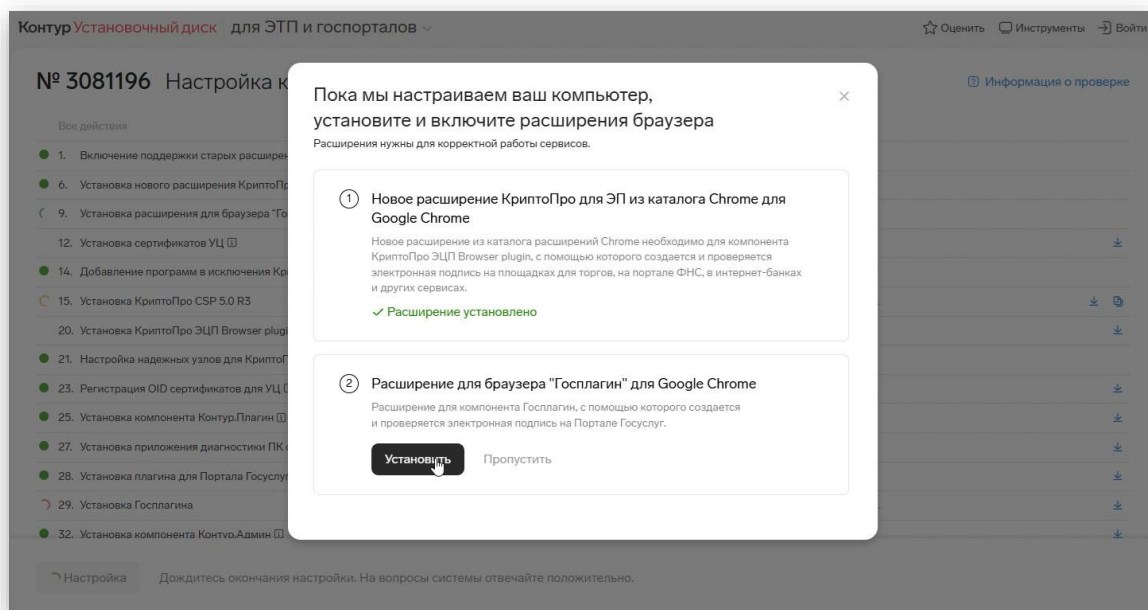 Контур Установочный диск для ЭТП и госпорталов
Оценить Инструменты Войти
№ 3081196 Настройка к
Информация о проверке
Все действия
1. Включение поддержки старых расширен
6. Установка нового расширения КриптоПр
9. Установка расширения для браузера "Го
12. Установка сертификатов УЦ
14. Добавление программ в исключения Кр
15. Установка КриптоПро CSP 5.0 R3
20. Установка КриптоПро ЭЦП Browser plugi
21. Настройка надежных узлов для КриптоП
23. Регистрация OID сертификатов для УЦ
25. Установка компонента Контур.Плагин
27. Установка приложения диагностики ПК
28. Установка плагина для Портала Госуслуг
29. Установка Госплагина
32. Установка компонента Контур.Админ
Пока мы настраиваем ваш компьютер,
установите и включите расширения браузера
Расширения нужны для корректной работы сервисов.
1 Новое расширение КриптоПро для ЭП из каталога Chrome для
Google Chrome
Новое расширение из каталога расширений Chrome необходимо для компонента
КриптоПро ЭЦП Browser plugin, с помощью которого создается и проверяется
электронная подпись на площадках для торгов, на портале ФНС, в интернет-банках
и других сервисах.
Расширение установлено
2 Расширение для браузера "Госплагин" для Google Chrome
Расширение для компонента Госплагин, с помощью которого создается
и проверяется электронная подпись на Портале Госуслуг.
Установить Пропустить
Настройка Дождитесь окончания настройки. На вопросы системы отвечайте положительно.